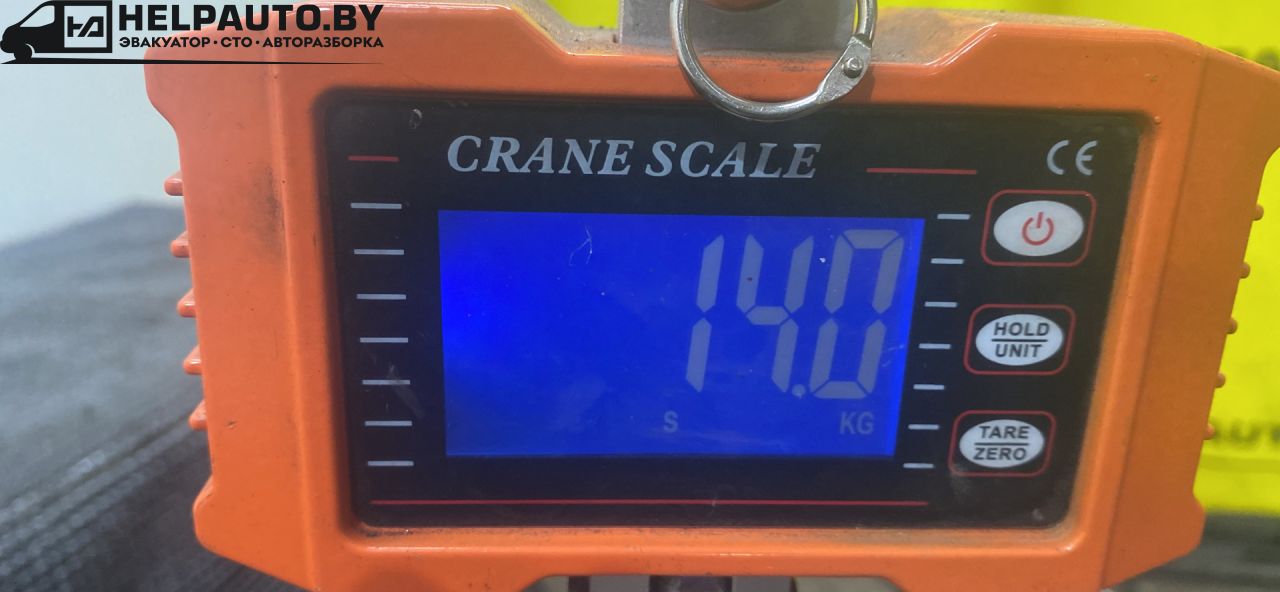 HELPAUTO.BY
ЭВАКУАТОР · СТО · АВТОРАЗБОРКА
CRANE SCALE
CE
14.0
S KG
HOLD
UNIT
TARE
ZERO